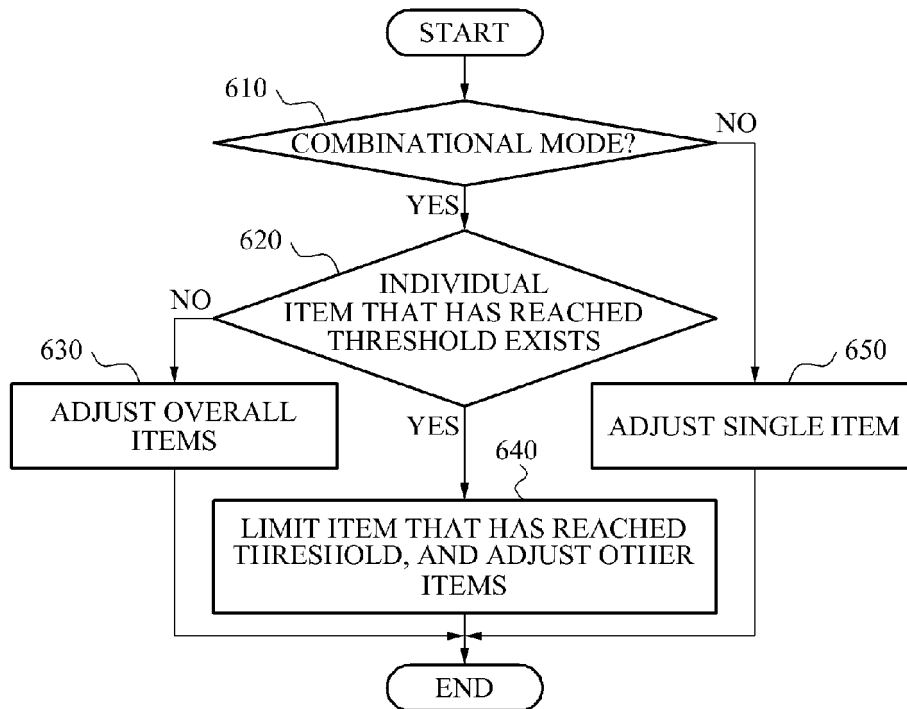 START
610
COMBINATIONAL MODE?
NO
YES
620
INDIVIDUAL
ITEM THAT HAS REACHED
THRESHOLD EXISTS
NO
630
650
ADJUST OVERALL
ITEMS
YES
ADJUST SINGLE ITEM
640
LIMIT ITEM THAT HAS REACHED
THRESHOLD, AND ADJUST OTHER
ITEMS
END